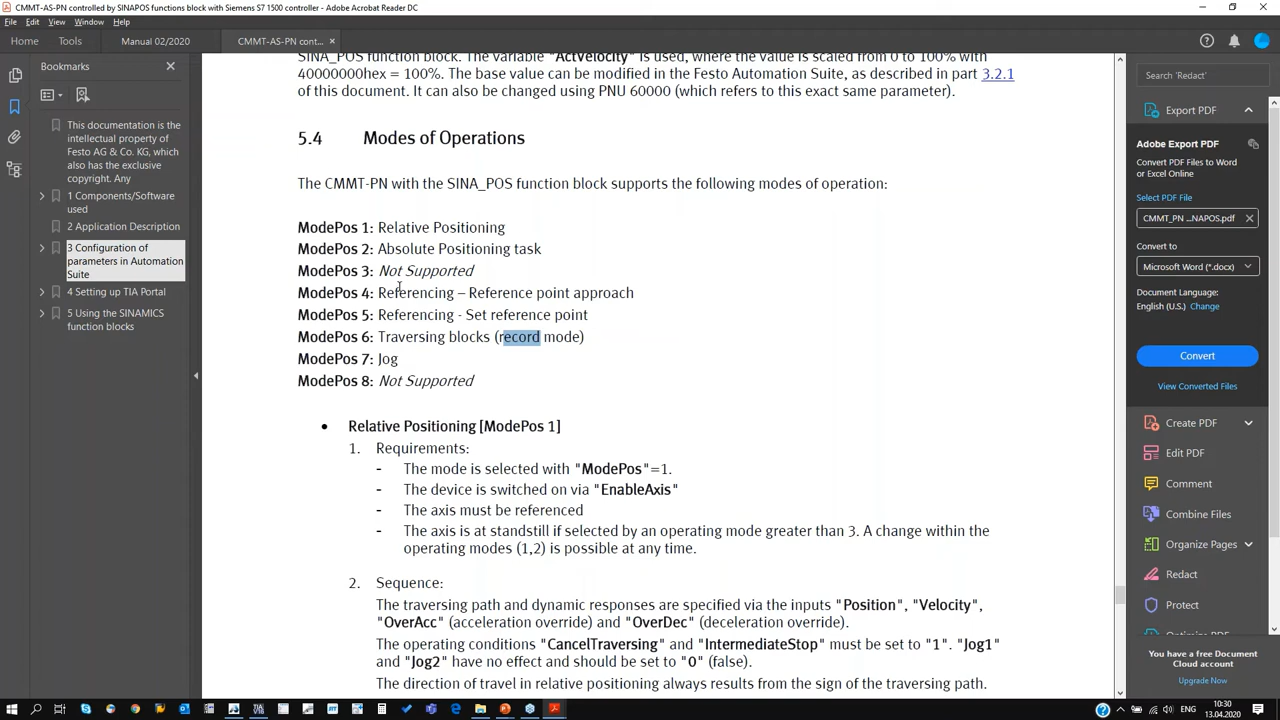 CMMT-AS-PN controlled by SINAPOS functions block with Siemens S7 1500 controller - Adobe Acrobat Reader DC
File Edit View Window Help
Home Tools Manual 02/2020 CMMT-AS-PN cont... ×
Bookmarks
This documentation is the
intellectual property of
Festo AG & Co. KG, which
also has the exclusive
copyright. Any
1 Components/Software
used
2 Application Description
3 Configuration of
parameters in Automation
Suite
4 Setting up TIA Portal
5 Using the SINAMICS
function blocks
SINA_POS function block. The variable "ActVelocity" is used, where the value is scaled from 0 to 100% with
40000000hex = 100%. The base value can be modified in the Festo Automation Suite, as described in part 3.2.1
of this document. It can also be changed using PNU 60000 (which refers to this exact same parameter).
5.4 Modes of Operations
The CMMT-PN with the SINA_POS function block supports the following modes of operation:
ModePos 1: Relative Positioning
ModePos 2: Absolute Positioning task
ModePos 3: Not Supported
ModePos 4: Referencing – Reference point approach
ModePos 5: Referencing - Set reference point
ModePos 6: Traversing blocks (record mode)
ModePos 7: Jog
ModePos 8: Not Supported
• Relative Positioning [ModePos 1]
1. Requirements:
- The mode is selected with "ModePos"=1.
- The device is switched on via "EnableAxis"
- The axis must be referenced
- The axis is at standstill if selected by an operating mode greater than 3. A change within the
operating modes (1,2) is possible at any time.
2. Sequence:
The traversing path and dynamic responses are specified via the inputs "Position", "Velocity",
"OverAcc" (acceleration override) and "OverDec" (deceleration override).
The operating conditions "CancelTraversing" and "IntermediateStop" must be set to "1". "Jog1"
and "Jog2" have no effect and should be set to "0" (false).
The direction of travel in relative positioning always results from the sign of the traversing path.
Search 'Redact'
Export PDF
Adobe Export PDF
Convert PDF Files to Word
or Excel Online
Select PDF File
CMMT_PN ...NAPOS.pdf ×
Convert to
Microsoft Word (*.docx)
Document Language:
English (U.S.) Change
Convert
View Converted Files
Create PDF
Edit PDF
Comment
Combine Files
Organize Pages
Redact
Protect
You have a free Document
Cloud account
Upgrade Now
10:30
13.04.2020